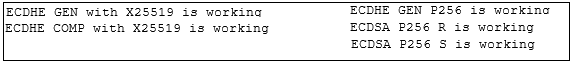 ECDHE GEN with X25519 is working
ECDHE COMP with X25519 is working
ECDHE GEN P256 is working
ECDSA P256 R is working
ECDSA P256 S is working